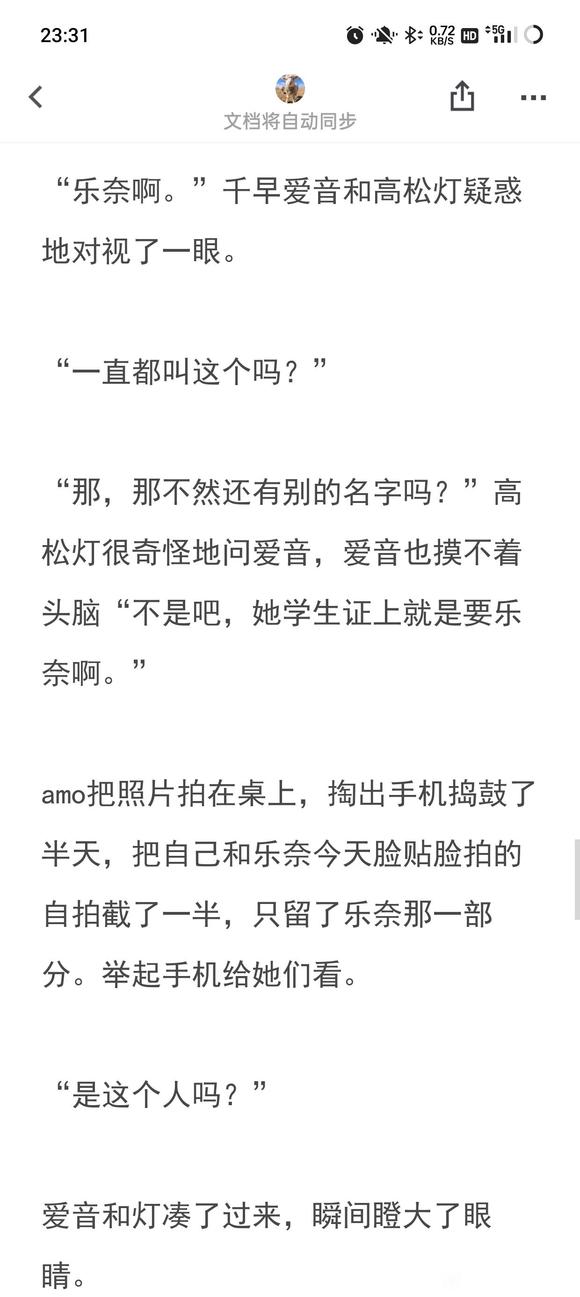 23:31
0.72
KB/S
HD
5G
文档将自动同步
“乐奈啊。”千早爱音和高松灯疑惑
地对视了一眼。
“一直都叫这个吗？”
“那，那不然还有别的名字吗？”高
松灯很奇怪地问爱音，爱音也摸不着
头脑“不是吧，她学生证上就是要乐
奈啊。”
amo把照片拍在桌上，掏出手机捣鼓了
半天，把自己和乐奈今天脸贴脸拍的
自拍截了一半，只留了乐奈那一部
分。举起手机给她们看。
“是这个人吗？”
爱音和灯凑了过来，瞬间瞪大了眼
睛。